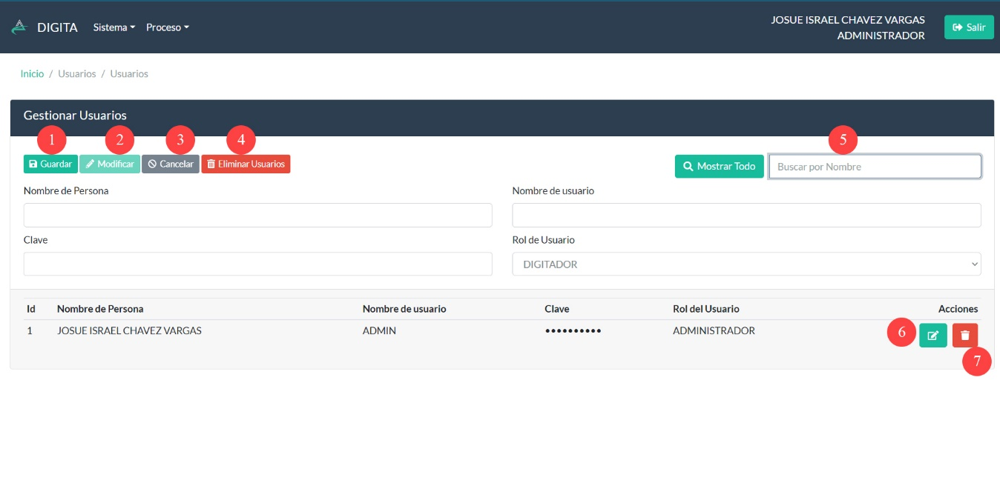 DIGITA Sistema Proceso
JOSUE ISRAEL CHAVEZ VARGAS
ADMINISTRADOR
Salir
Inicio / Usuarios / Usuarios
Gestionar Usuarios
1 2 3 4 5
Guardar Modificar Cancelar Eliminar Usuarios Mostrar Todo Buscar por Nombre
Nombre de Persona Nombre de usuario
Clave Rol de Usuario
DIGITADOR
Id Nombre de Persona Nombre de usuario Clave Rol del Usuario Acciones
1 JOSUE ISRAEL CHAVEZ VARGAS ADMIN •••••••••• ADMINISTRADOR 6
7